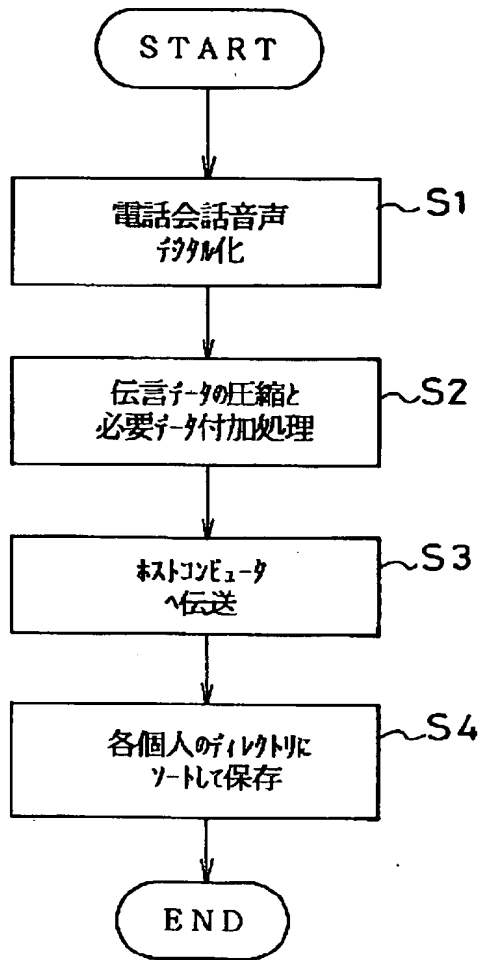 START
電話会話音声
デジタル化
S1
伝言データの圧縮と
必要データ付加処理
S2
ホストコンピュータ
へ伝送
S3
各個人のディレクトリに
ソートして保存
S4
END